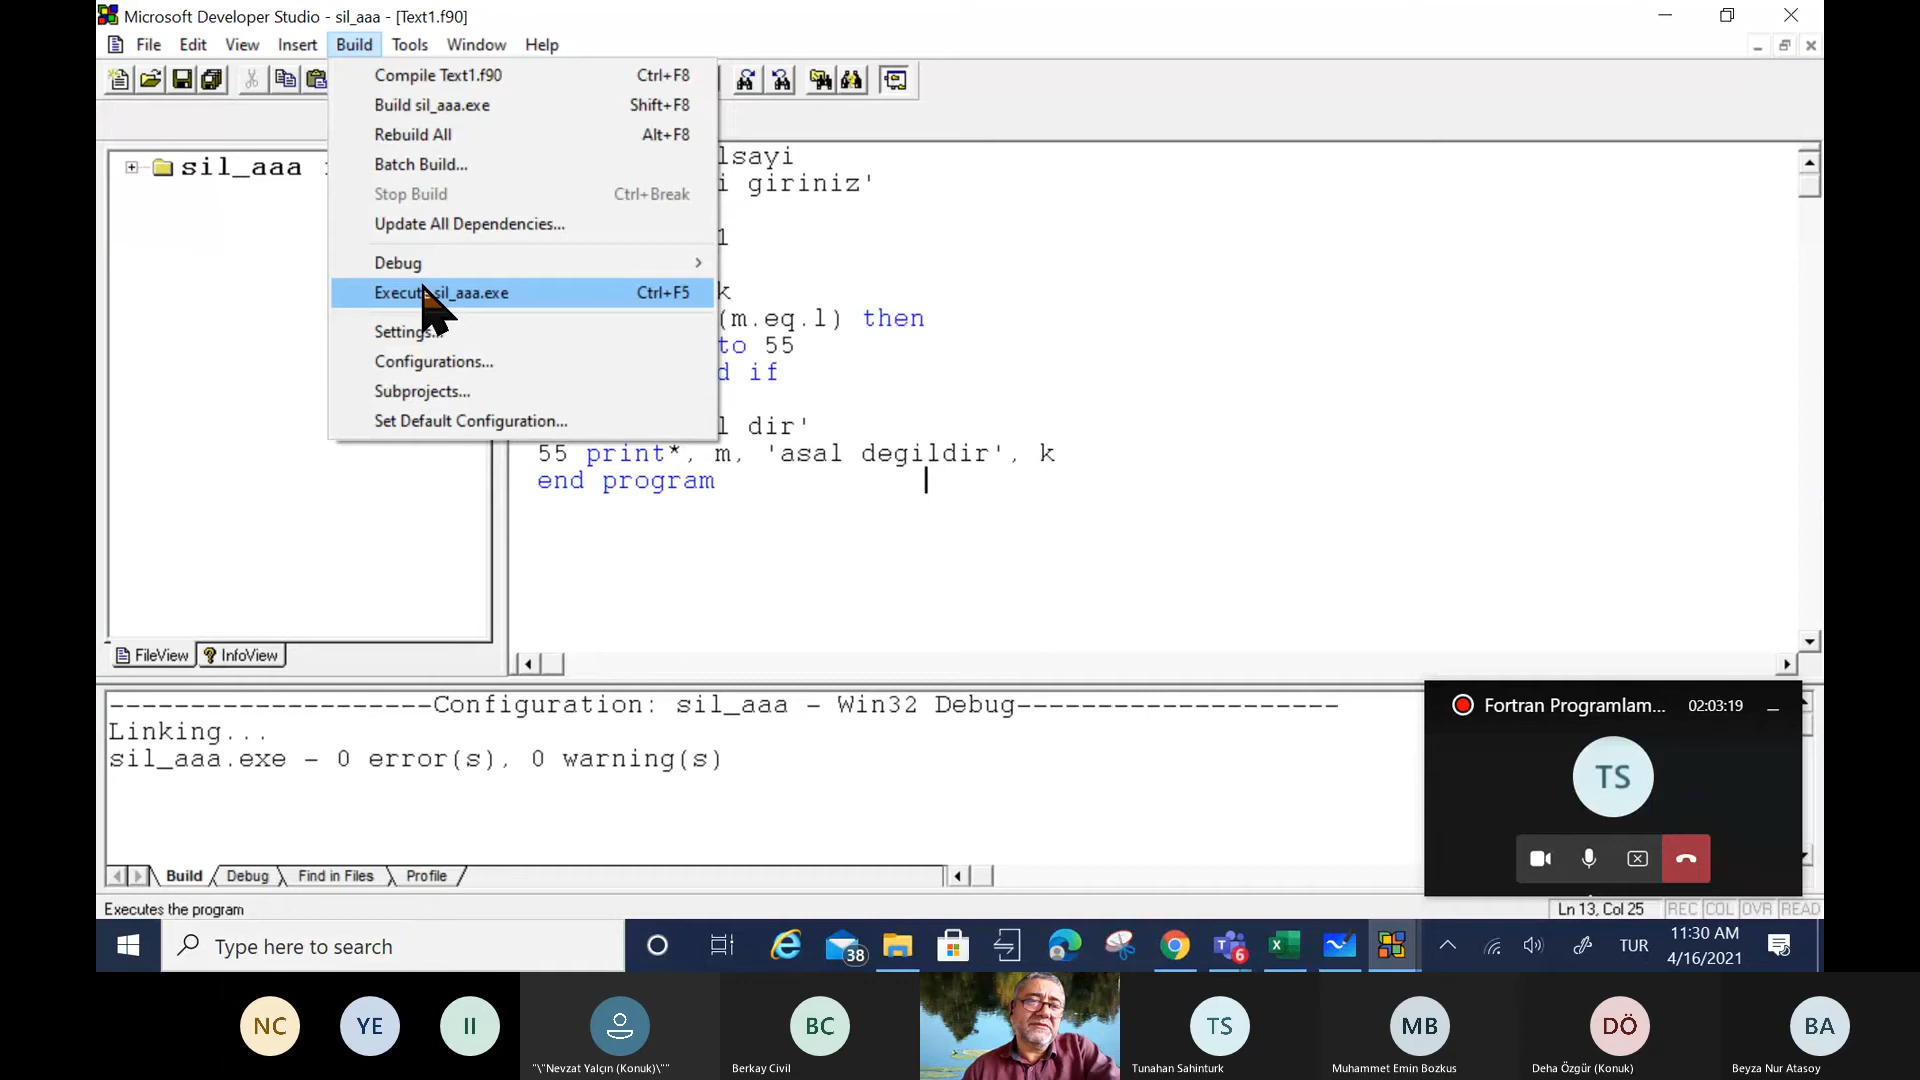 Microsoft Developer Studio - sil_aaa - [Text1.f90]
File Edit View Insert Build Tools Window Help
Compile Text1.f90 Ctrl+F8
Build sil_aaa.exe Shift+F8
Rebuild All Alt+F8
Batch Build...
Stop Build Ctrl+Break
Update All Dependencies...
Debug
Execute sil_aaa.exe Ctrl+F5
Settings...
Configurations...
Subprojects...
Set Default Configuration...
sil_aaa
lsayi
i giriniz'
1
k
(m.eq.l) then
to 55
d if
l dir'
55 print*, m, 'asal degildir', k
end program
FileView InfoView
--------------------Configuration: sil_aaa - Win32 Debug--------------------
Linking...
sil_aaa.exe - 0 error(s), 0 warning(s)
Build Debug Find in Files Profile
Executes the program
Ln 13, Col 25 REC COL OVR READ
Fortran Programlam... 02:03:19
TS
Type here to search
38
6
TUR
11:30 AM
4/16/2021
NC YE II BC TS MB DÖ BA
"\"Nevzat Yalçın (Konuk)\""
Berkay Civil
Tunahan Sahinturk
Muhammet Emin Bozkus
Deha Özgür (Konuk)
Beyza Nur Atasoy